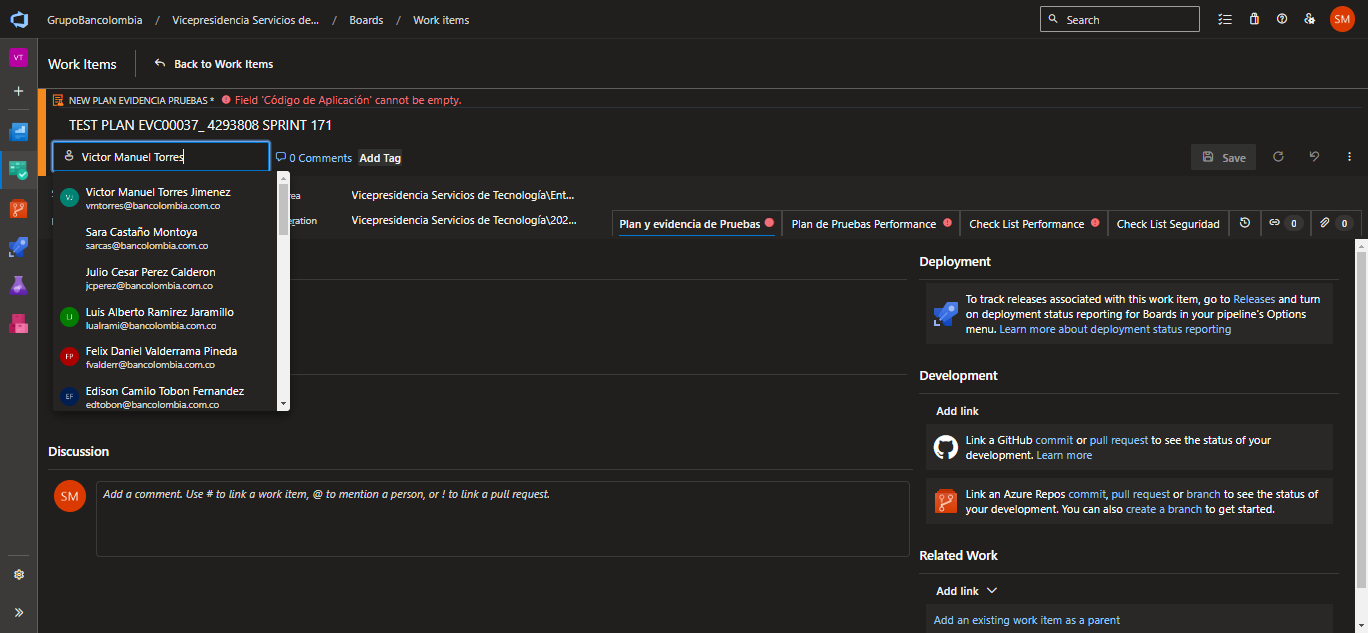 GrupoBancolombia / Vicepresidencia Servicios de... / Boards / Work items
Search
SM
VT
Work Items
Back to Work Items
NEW PLAN EVIDENCIA PRUEBAS * Field 'Código de Aplicación' cannot be empty.
TEST PLAN EVC00037_ 4293808 SPRINT 171
Victor Manuel Torres
0 Comments
Add Tag
Save
Vicepresidencia Servicios de Tecnología\Ent...
Vicepresidencia Servicios de Tecnología\202...
Plan y evidencia de Pruebas
Plan de Pruebas Performance
Check List Performance
Check List Seguridad
0
0
VJ
Victor Manuel Torres Jimenez
vmtorres@bancolombia.com.co
Sara Castaño Montoya
sarcas@bancolombia.com.co
Julio Cesar Perez Calderon
jcperez@bancolombia.com.co
LJ
Luis Alberto Ramirez Jaramillo
lualrami@bancolombia.com.co
FP
Felix Daniel Valderrama Pineda
fvalderr@bancolombia.com.co
EF
Edison Camilo Tobon Fernandez
edtobon@bancolombia.com.co
Discussion
SM
Add a comment. Use # to link a work item, @ to mention a person, or ! to link a pull request.
Deployment
To track releases associated with this work item, go to Releases and turn
on deployment status reporting for Boards in your pipeline's Options
menu. Learn more about deployment status reporting
Development
Add link
Link a GitHub commit or pull request to see the status of your
development. Learn more
Link an Azure Repos commit, pull request or branch to see the status of
your development. You can also create a branch to get started.
Related Work
Add link
Add an existing work item as a parent